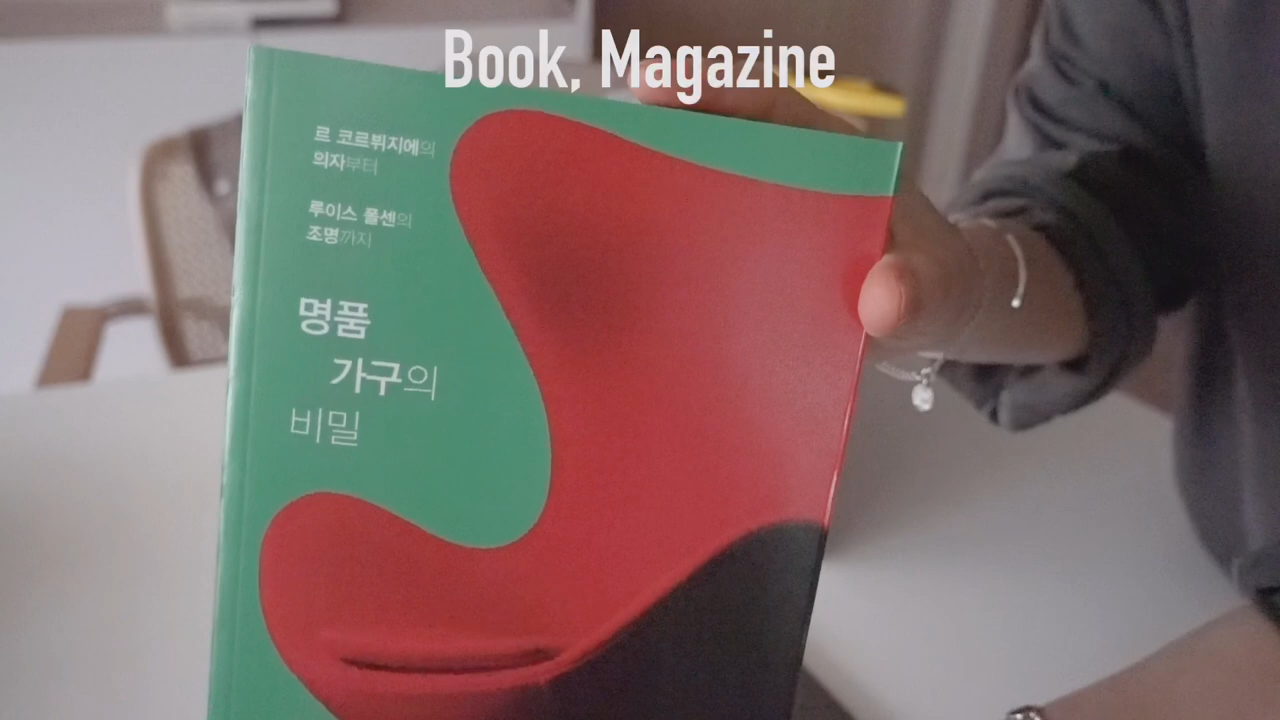 Book, Magazine
르 코르뷔지에의
의자부터
루이스 폴센의
조명까지
명품
가구의
비밀